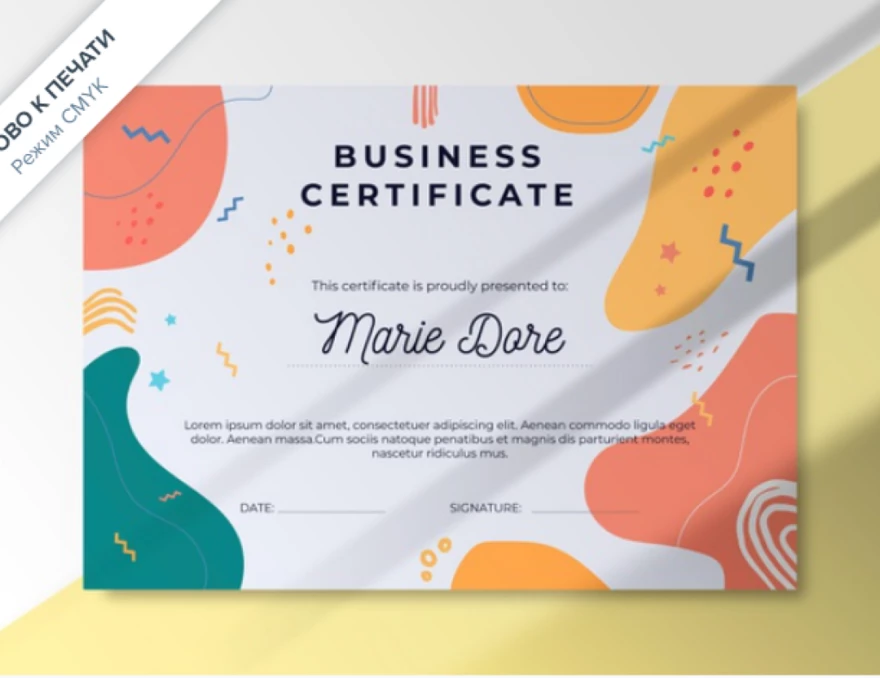 К ПЕЧАТИ
Режим CMYK
BUSINESS
CERTIFICATE
This certificate is proudly presented to:
Marie Dore
Lorem ipsum dolor sit amet, consectetuer adipiscing elit. Aenean commodo ligula eget
dolor. Aenean massa.Cum sociis natoque penatibus et magnis dis parturient montes,
nascetur ridiculus mus.
DATE:
SIGNATURE: